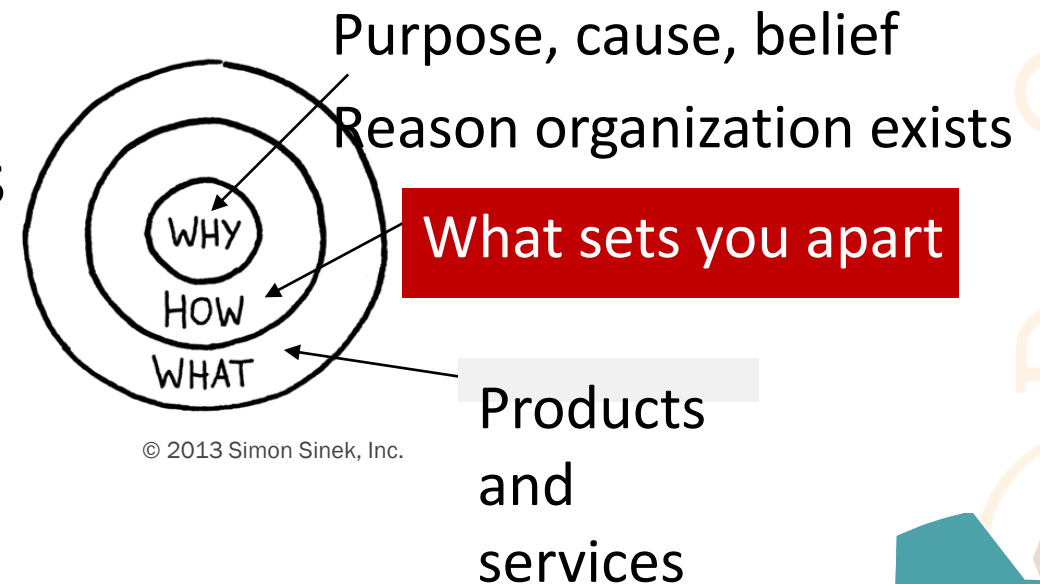 Purpose, cause, belief
Reason organization exists
What sets you apart
WHY
HOW
WHAT
Products
and
services
© 2013 Simon Sinek, Inc.